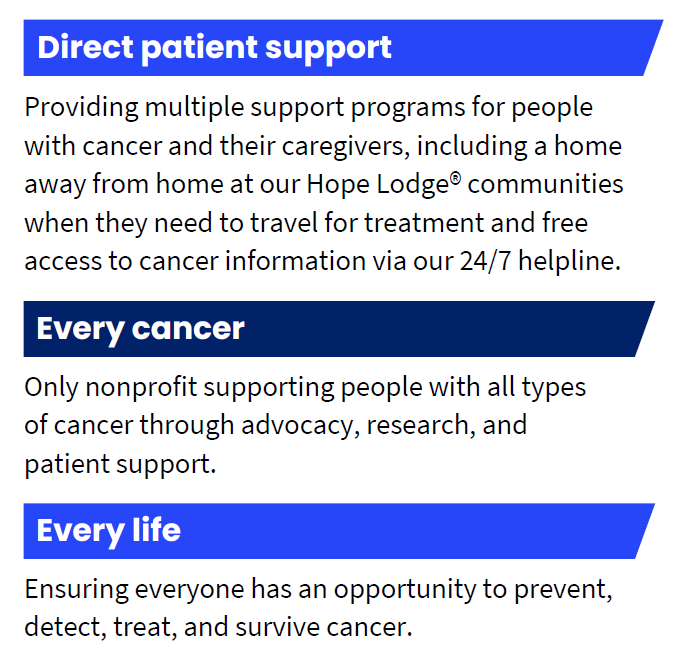 Direct patient support
Providing multiple support programs for people
with cancer and their caregivers, including a home
away from home at our Hope Lodge® communities
when they need to travel for treatment and free
access to cancer information via our 24/7 helpline.
Every cancer
Only nonprofit supporting people with all types
of cancer through advocacy, research, and
patient support.
Every life
Ensuring everyone has an opportunity to prevent,
detect, treat, and survive cancer.